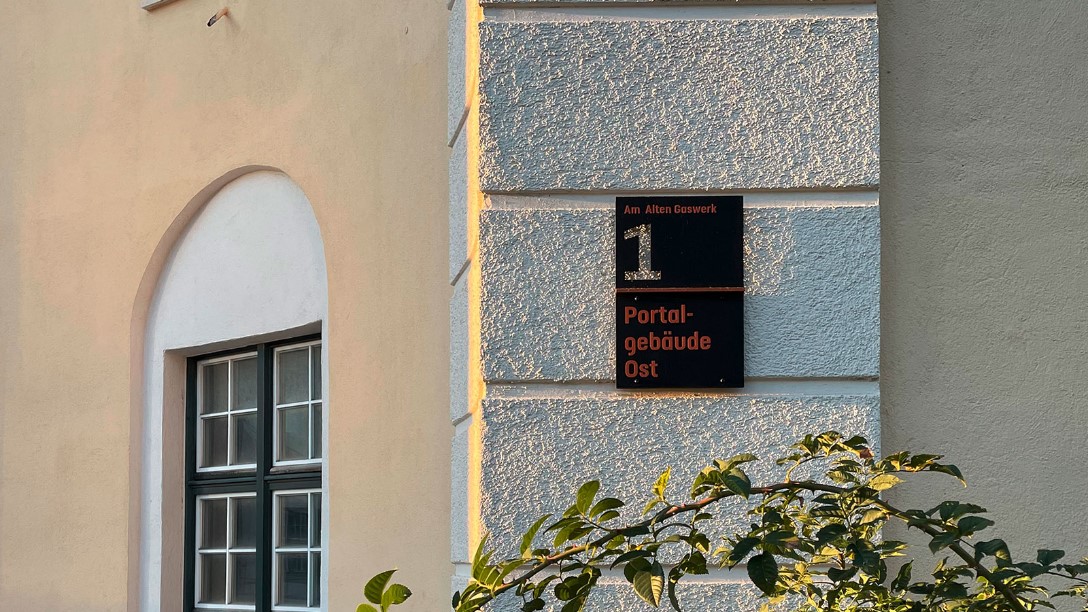 Am Alten Gaswerk
1
Portal-
gebäude
Ost